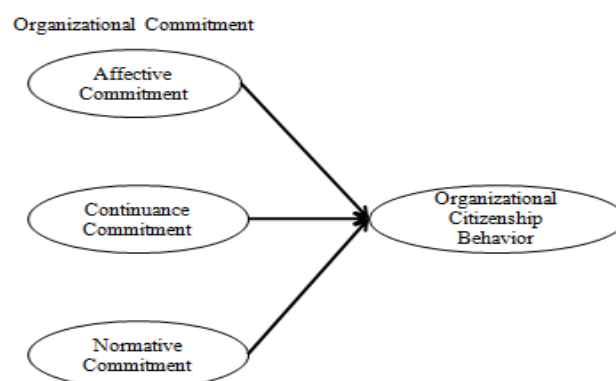 Organizational Commitment
Affective
Commitment
Continuance
Commitment
Organizational
Citizenship
Behavior
Normative
Commitment